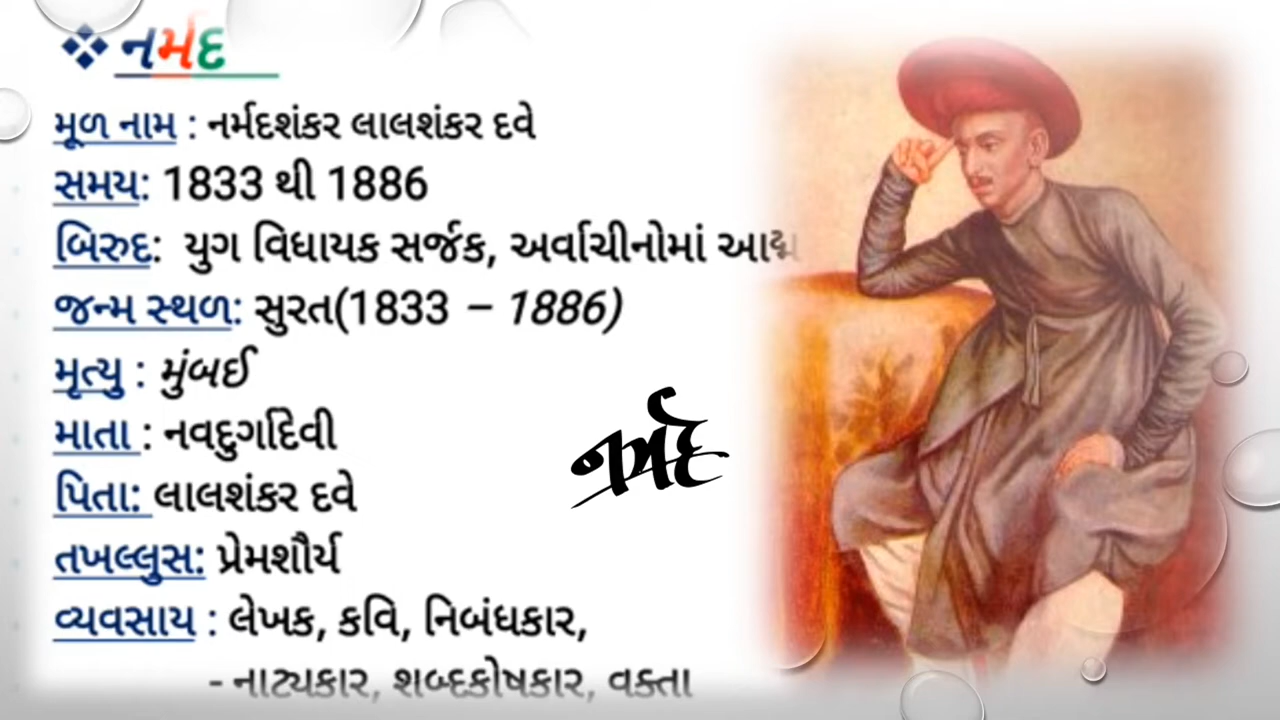 ❖ નર્મદ
મૂળ નામ : નર્મદશંકર લાલશંકર દવે
સમય: 1833 થી 1886
બિરુદ: યુગ વિધાયક સર્જક, અર્વાચીનોમાં આદ્ય
જન્મ સ્થળ: સુરત(1833 – 1886)
મૃત્યુ : મુંબઈ
માતા : નવદુર્ગાદેવી
નર્મદ
પિતા: લાલશંકર દવે
તખલ્લુસ: પ્રેમશૌર્ય
વ્યવસાય : લેખક, કવિ, નિબંધકાર,
- નાટ્યકાર, શબ્દકોષકાર, વક્તા